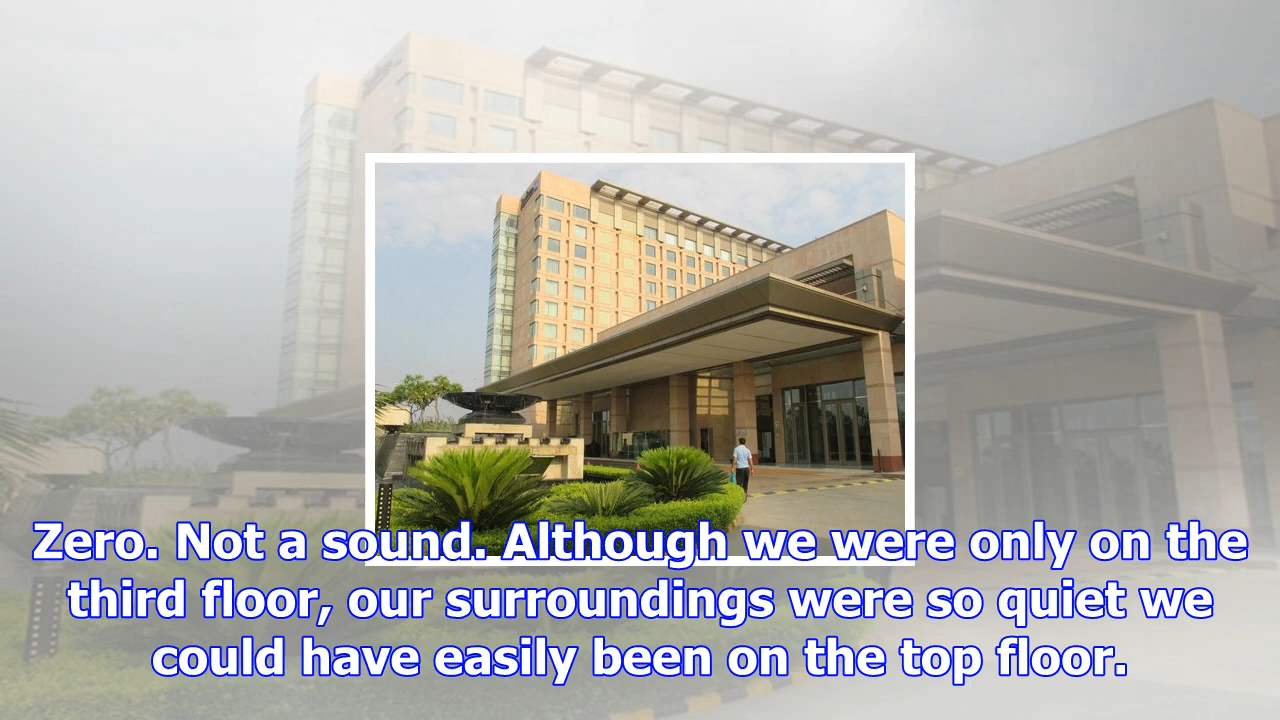 Zero. Not a sound. Although we were only on the
third floor, our surroundings were so quiet we
could have easily been on the top floor.